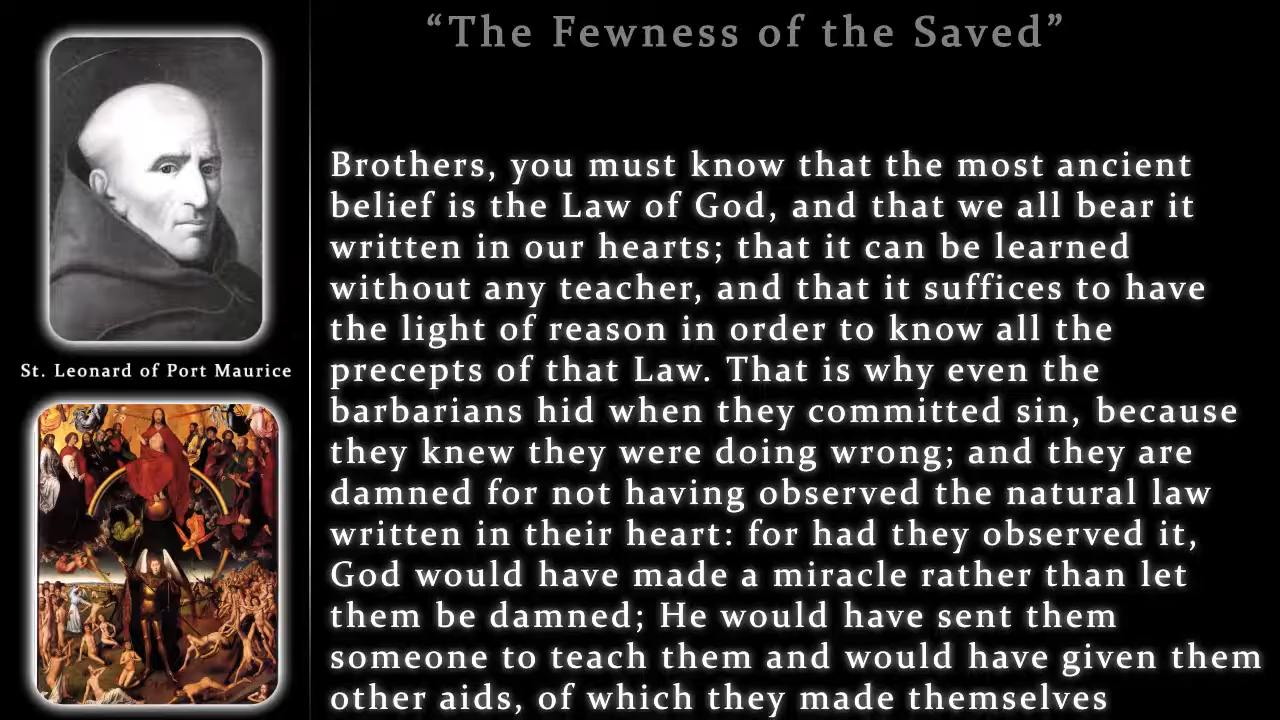 “The Fewness of the Saved”
St. Leonard of Port Maurice
Brothers, you must know that the most ancient
belief is the Law of God, and that we all bear it
written in our hearts; that it can be learned
without any teacher, and that it suffices to have
the light of reason in order to know all the
precepts of that Law. That is why even the
barbarians hid when they committed sin, because
they knew they were doing wrong; and they are
damned for not having observed the natural law
written in their heart: for had they observed it,
God would have made a miracle rather than let
them be damned; He would have sent them
someone to teach them and would have given them
other aids, of which they made themselves